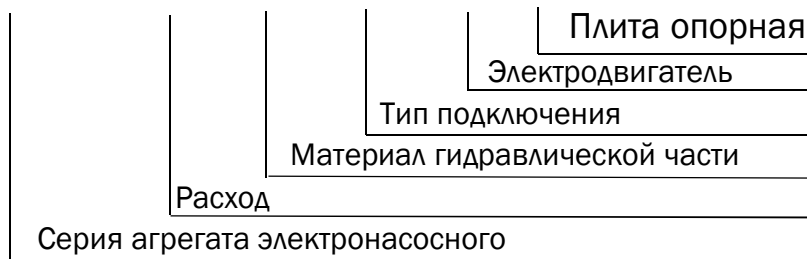 Плита опорная
Электродвигатель
Тип подключения
Материал гидравлической части
Расход
Серия агрегата электронасосного